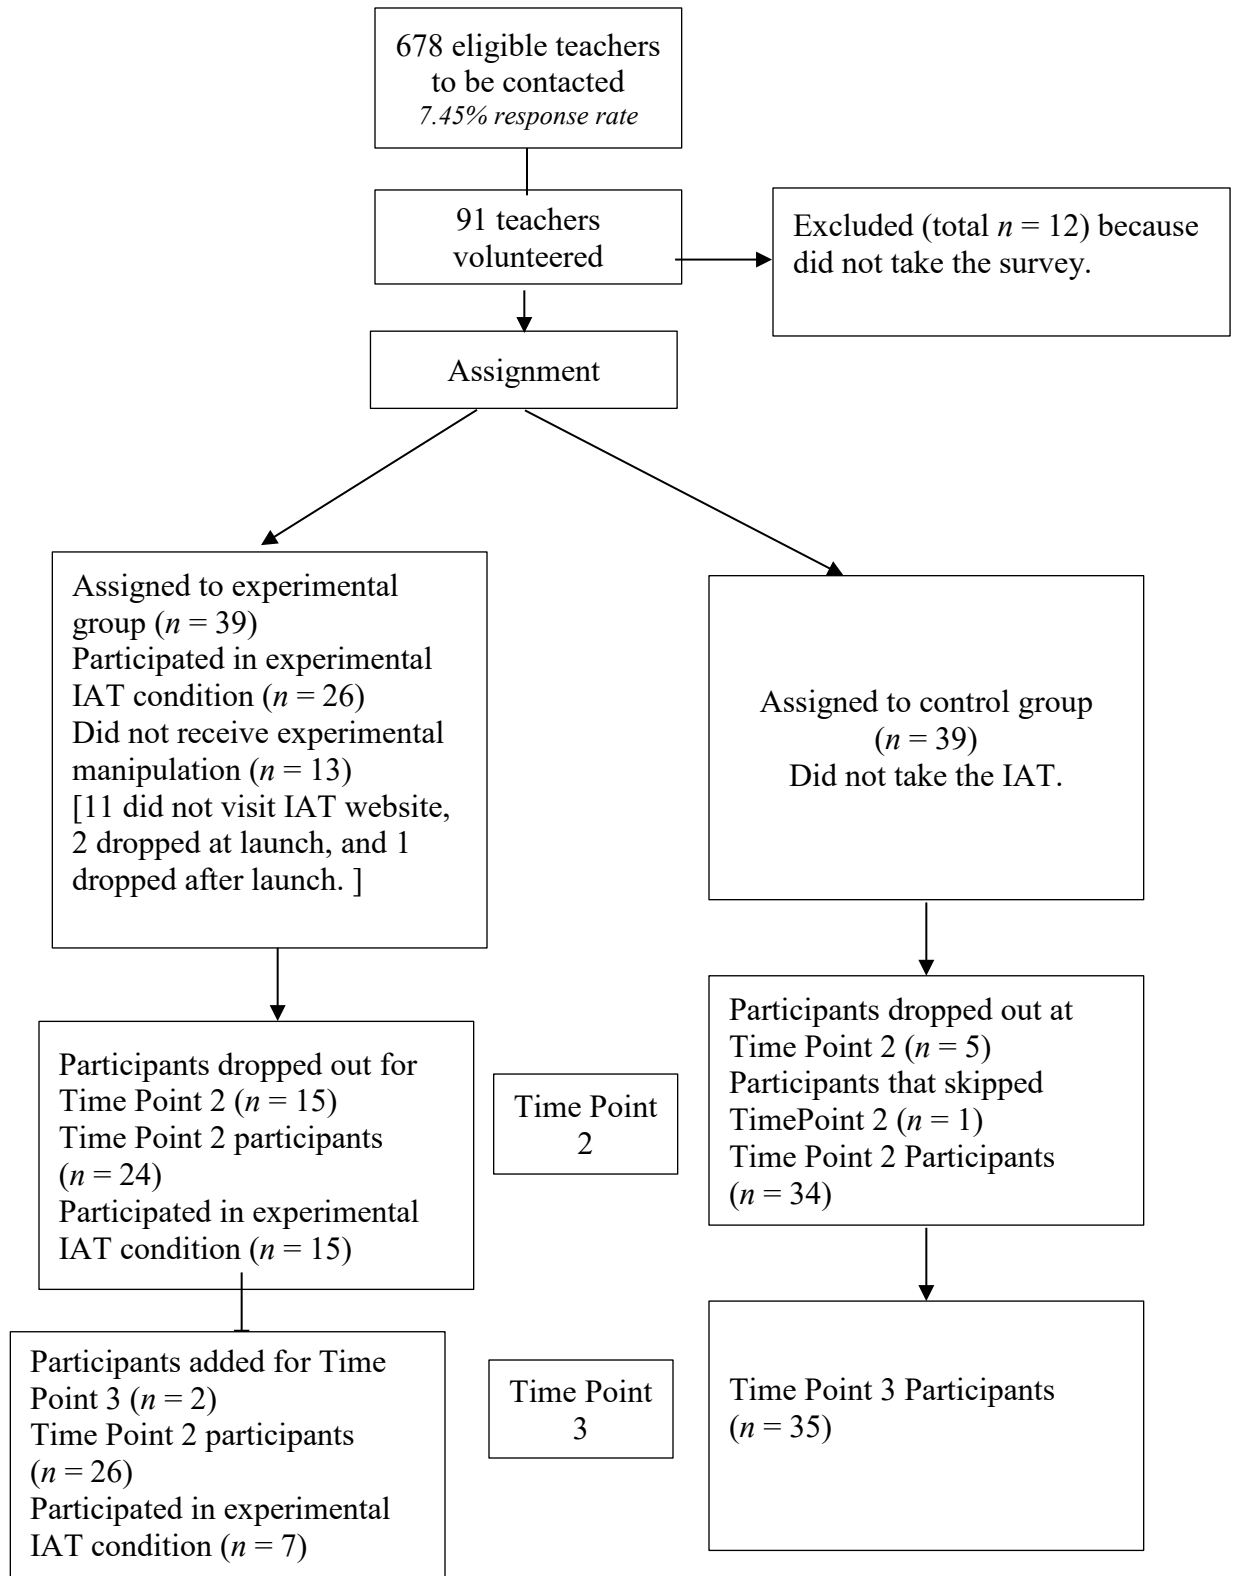 678 eligible teachers
to be contacted
7.45% response rate
91 teachers
volunteered
Excluded (total n = 12) because
did not take the survey.
Assignment
Assigned to experimental
group (n = 39)
Participated in experimental
IAT condition (n = 26)
Did not receive experimental
manipulation (n = 13)
[11 did not visit IAT website,
2 dropped at launch, and 1
dropped after launch. ]
Assigned to control group
(n = 39)
Did not take the IAT.
Participants dropped out for
Time Point 2 (n = 15)
Time Point 2 participants
(n = 24)
Participated in experimental
IAT condition (n = 15)
Time Point
2
Participants dropped out at
Time Point 2 (n = 5)
Participants that skipped
TimePoint 2 (n = 1)
Time Point 2 Participants
(n = 34)
Participants added for Time
Point 3 (n = 2)
Time Point 2 participants
(n = 26)
Participated in experimental
IAT condition (n = 7)
Time Point
3
Time Point 3 Participants
(n = 35)